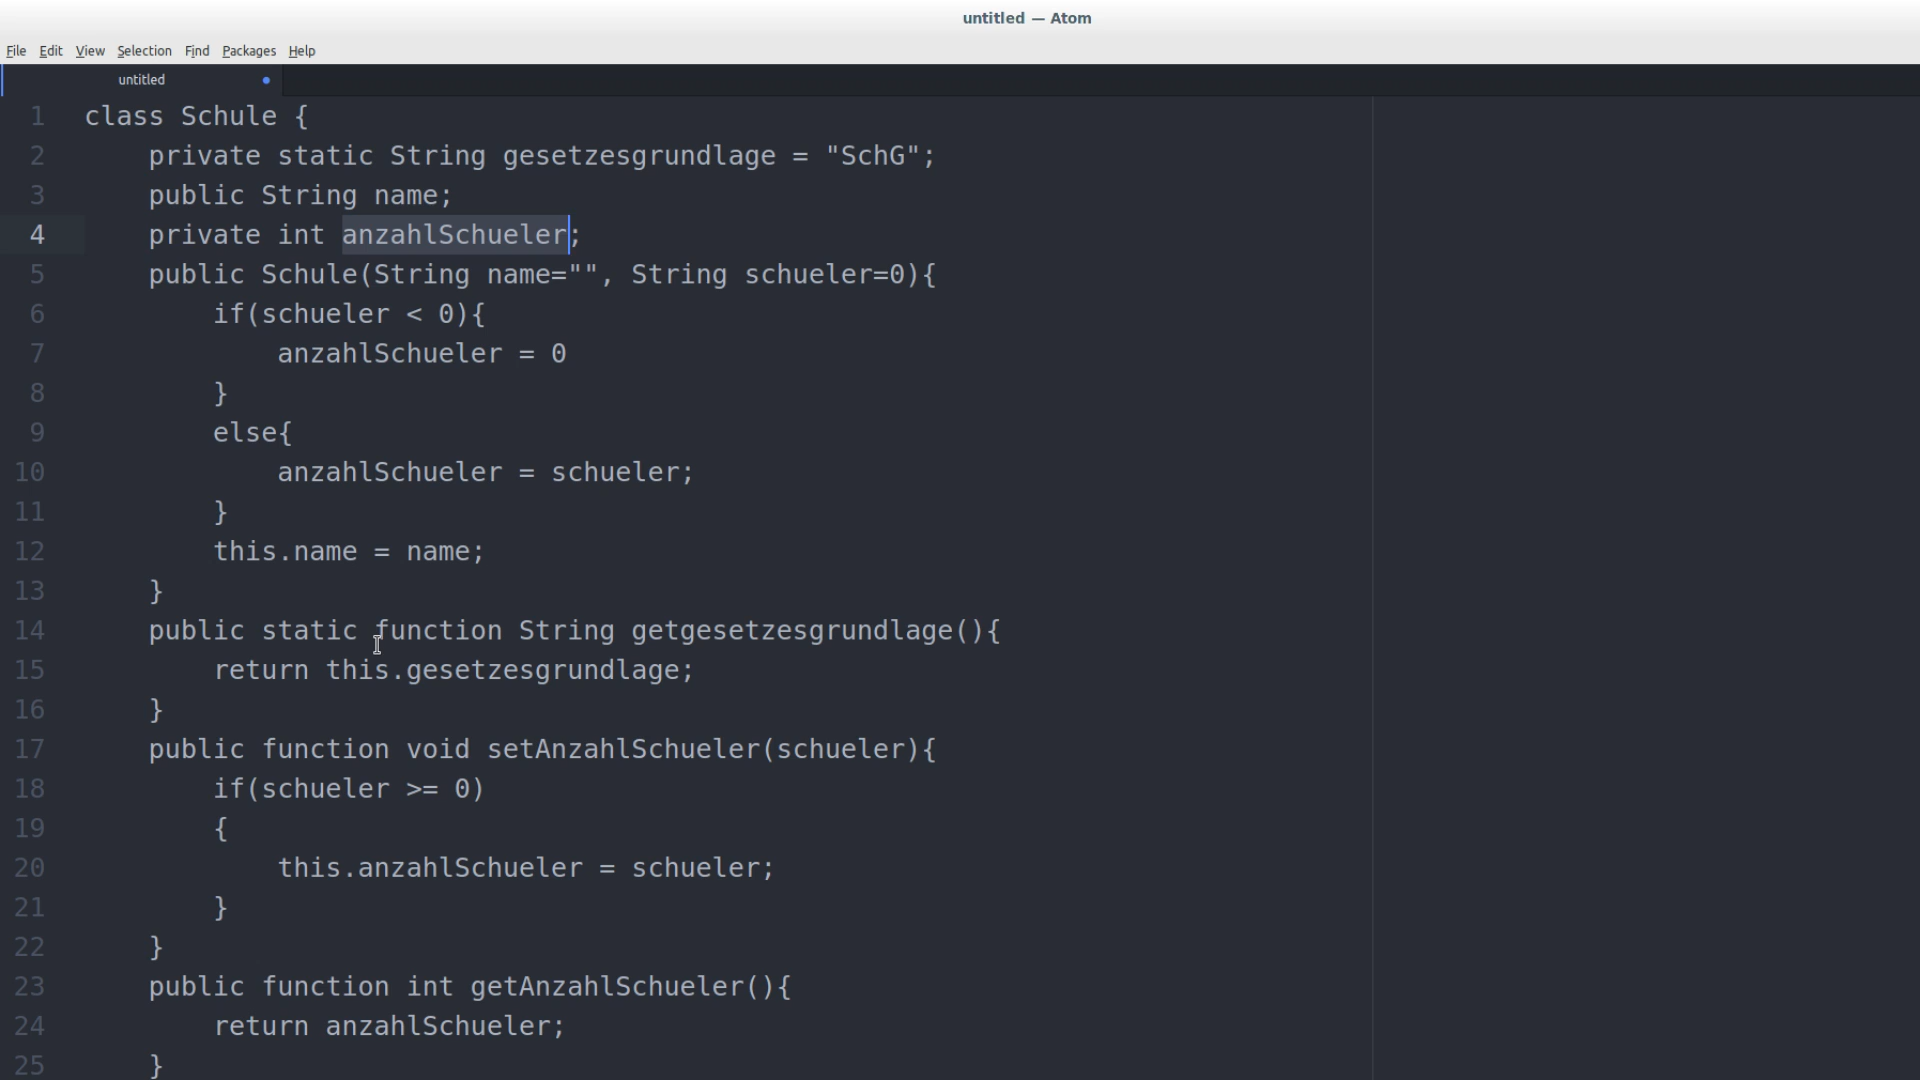 untitled — Atom
File Edit View Selection Find Packages Help
untitled
1 class Schule {
2 private static String gesetzesgrundlage = "SchG";
3 public String name;
4 private int anzahlSchueler;
5 public Schule(String name="", String schueler=0){
6 if(schueler < 0){
7 anzahlSchueler = 0
8 }
9 else{
10 anzahlSchueler = schueler;
11 }
12 this.name = name;
13 }
14 public static function String getgesetzesgrundlage(){
15 return this.gesetzesgrundlage;
16 }
17 public function void setAnzahlSchueler(schueler){
18 if(schueler >= 0)
19 {
20 this.anzahlSchueler = schueler;
21 }
22 }
23 public function int getAnzahlSchueler(){
24 return anzahlSchueler;
25 }